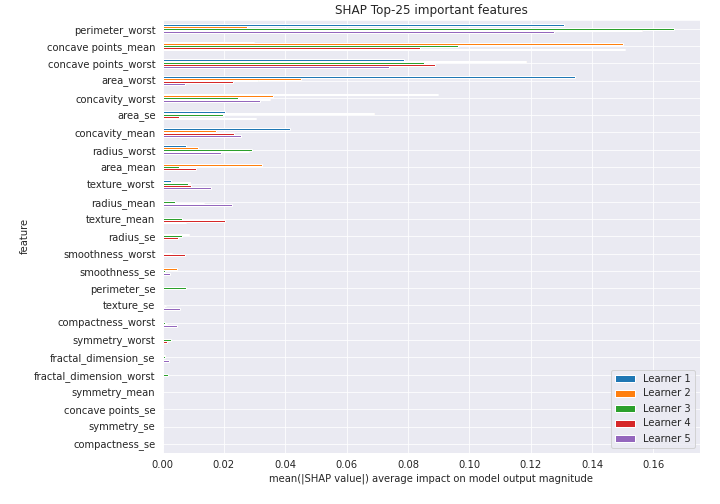 SHAP Top-25 important features
perimeter_worst
concave points_mean
concave points_worst
area_worst
concavity_worst
area_se
concavity_mean
radius_worst
area_mean
texture_worst
radius_mean
texture_mean
radius_se
smoothness_worst
smoothness_se
perimeter_se
texture_se
compactness_worst
symmetry_worst
fractal_dimension_se
fractal_dimension_worst
symmetry_mean
concave points_se
symmetry_se
compactness_se
feature
Learner 1
Learner 2
Learner 3
Learner 4
Learner 5
0.00 0.02 0.04 0.06 0.08 0.10 0.12 0.14 0.16
mean(|SHAP value|) average impact on model output magnitude